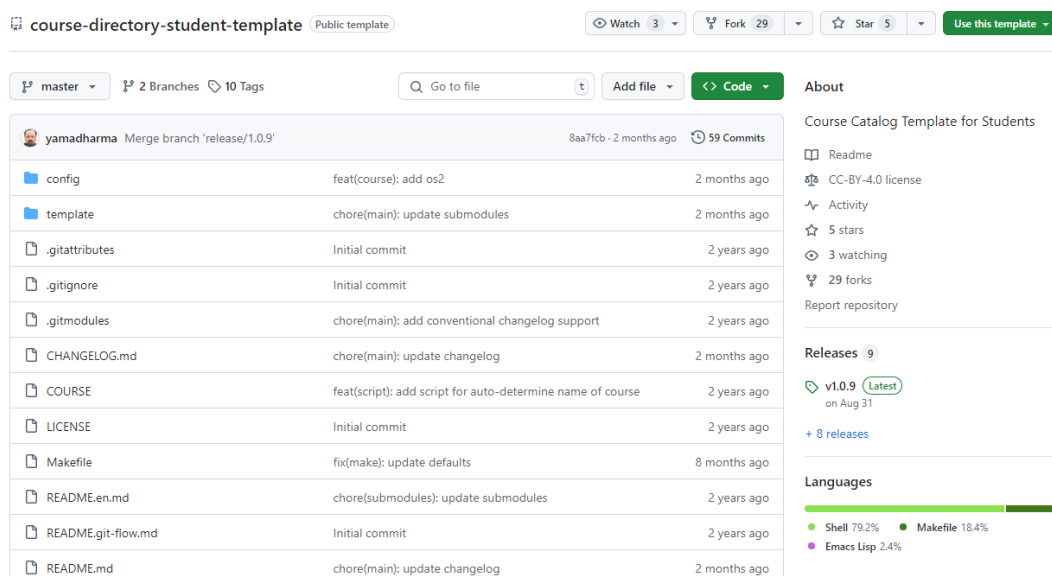 course-directory-student-template Public template
Watch 3 Fork 29 Star 5 Use this template
master 2 Branches 10 Tags Go to file t Add file Code
yamadharma Merge branch 'release/1.0.9' 8aa7fcb · 2 months ago 59 Commits
config feat(course): add os2 2 months ago
template chore(main): update submodules 2 months ago
.gitattributes Initial commit 2 years ago
.gitignore Initial commit 2 years ago
.gitmodules chore(main): add conventional changelog support 2 years ago
CHANGELOG.md chore(main): update changelog 2 months ago
COURSE feat(script): add script for auto-determine name of course 2 years ago
LICENSE Initial commit 2 years ago
Makefile fix(make): update defaults 8 months ago
README.en.md chore(submodules): update submodules 2 years ago
README.git-flow.md Initial commit 2 years ago
README.md chore(main): update changelog 2 months ago
About
Course Catalog Template for Students
Readme
CC-BY-4.0 license
Activity
5 stars
3 watching
29 forks
Report repository
Releases 9
v1.0.9 Latest
on Aug 31
+ 8 releases
Languages
Shell 79.2% Makefile 18.4%
Emacs Lisp 2.4%